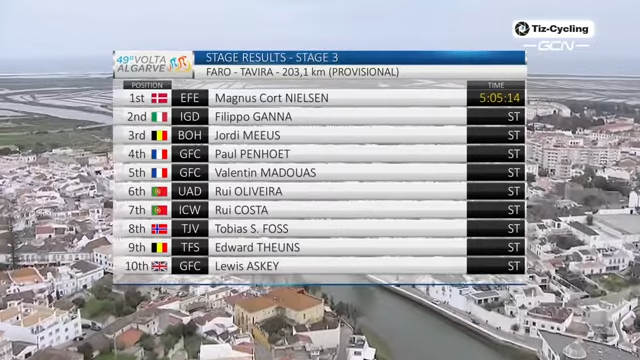 Tiz-Cycling
GCN
49ª VOLTA
ALGARVE
STAGE RESULTS - STAGE 3
FARO - TAVIRA - 203,1 km (PROVISIONAL)
POSITION TIME
1st EFE Magnus Cort NIELSEN 5:05:14
2nd IGD Filippo GANNA ST
3rd BOH Jordi MEEUS ST
4th GFC Paul PENHOET ST
5th GFC Valentin MADOUAS ST
6th UAD Rui OLIVEIRA ST
7th ICW Rui COSTA ST
8th TJV Tobias S. FOSS ST
9th TFS Edward THEUNS ST
10th GFC Lewis ASKEY ST